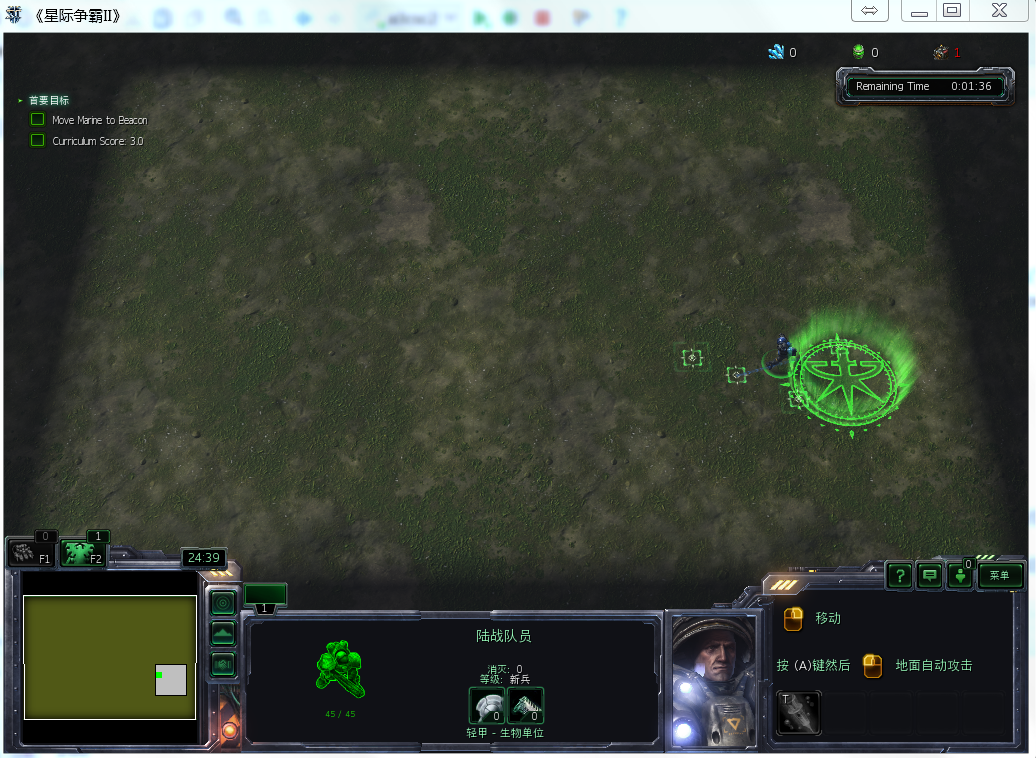 《星际争霸II》
0
0
1
Remaining Time 0:01:36
首要目标
Move Marine to Beacon
Curriculum Score: 3.0
0
F1
1
F2
24:39
1
陆战队员
消灭: 0
等级: 新兵
0
0
45 / 45
轻甲 - 生物单位
?
0
菜单
移动
按 (A)键然后
地面自动攻击
T